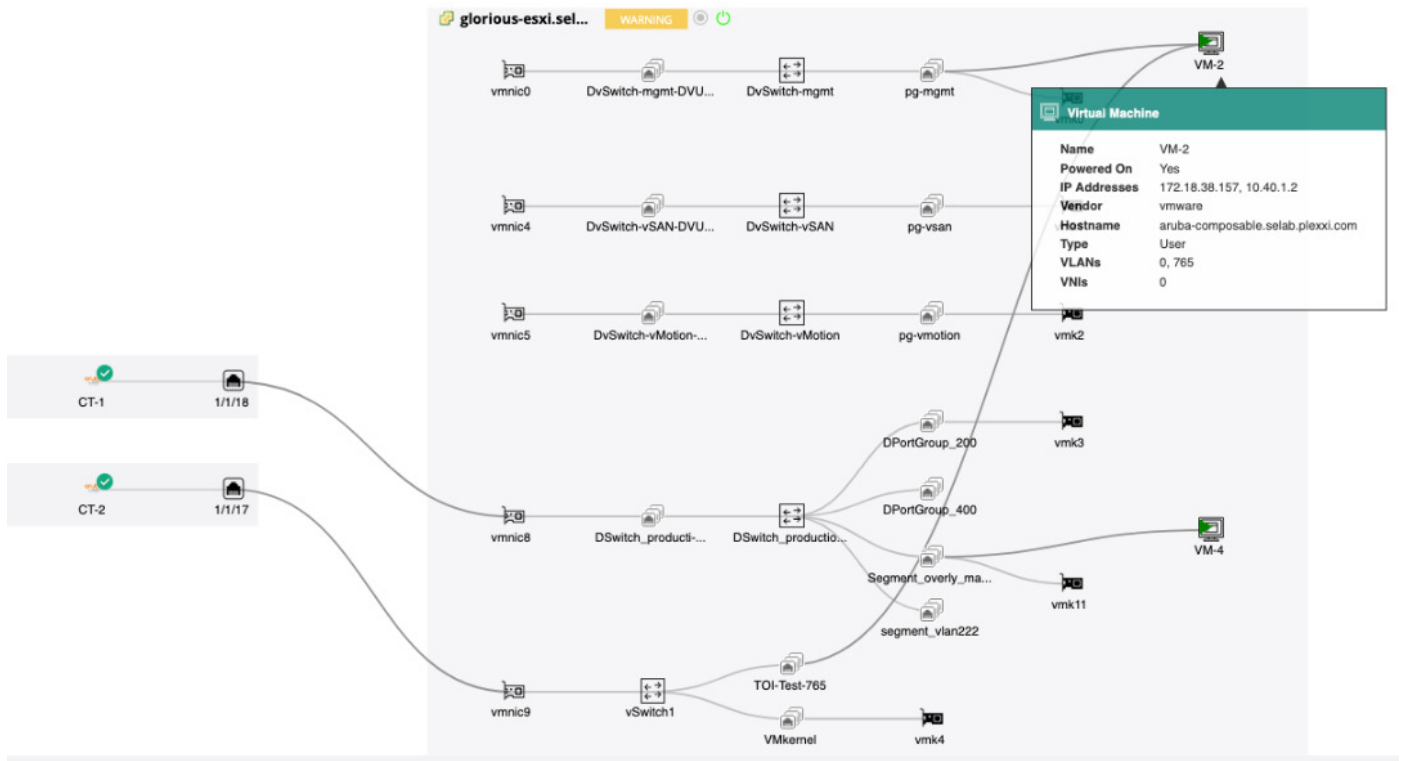 glorious-esxi.sel... WARNING
VM-2
vmnic0 DvSwitch-mgmt-DVU... DvSwitch-mgmt pg-mgmt
Virtual Machine
Name VM-2
Powered On Yes
IP Addresses 172.18.38.157, 10.40.1.2
Vendor vmware
Hostname aruba-composable.selab.plexxi.com
Type User
VLANs 0, 765
VNIs 0
vmnic4 DvSwitch-vSAN-DVU... DvSwitch-vSAN pg-vsan
vmnic5 DvSwitch-vMotion-... DvSwitch-vMotion pg-vmotion vmk2
CT-1 1/1/18
DPortGroup_200 vmk3
CT-2 1/1/17
DPortGroup_400
vmnic8 DSwitch_producti-... DSwitch_productio...
VM-4
Segment_overly_ma...
vmk11
segment_vlan222
TOI-Test-765
vmnic9 vSwitch1
VMkernel vmk4